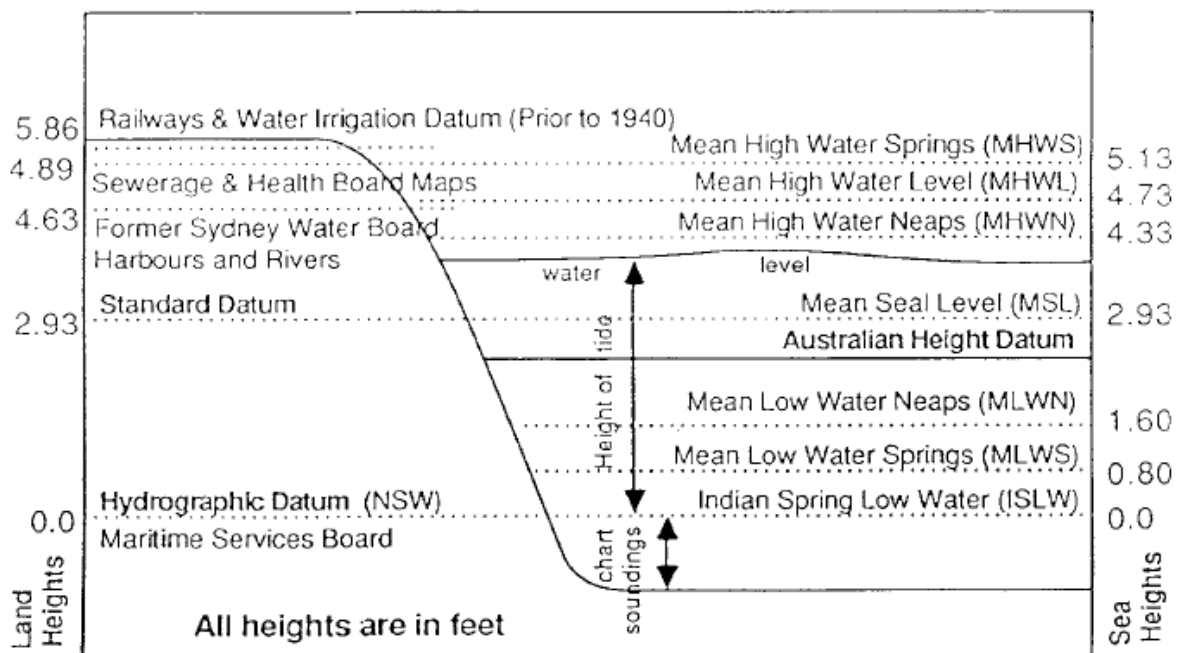 Railways & Water Irrigation Datum (Prior to 1940)
5.86
Mean High Water Springs (MHWS)
4.89
5.13
Sewerage & Health Board Maps
Mean High Water Level (MHWL)
4.73
4.63
Former Sydney Water Board
Mean High Water Neaps (MHWN)
4.33
Harbours and Rivers
water
level
Standard Datum
Mean Seal Level (MSL)
2.93
2.93
Australian Height Datum
Height of tide
Mean Low Water Neaps (MLWN)
1.60
Mean Low Water Springs (MLWS)
0.80
Hydrographic Datum (NSW)
Indian Spring Low Water (ISLW)
0.0
0.0
Maritime Services Board
chart
soundings
Land
Heights
All heights are in feet
Sea
Heights